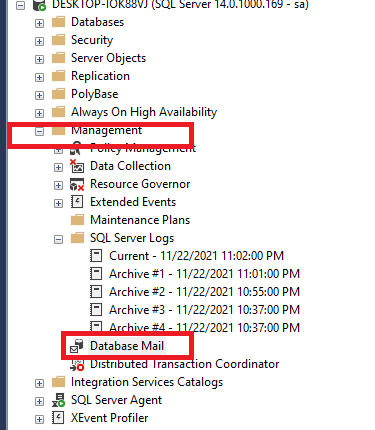 DESKTOP-IOK88VJ (SQL Server 14.0.1000.169 - sa)
Databases
Security
Server Objects
Replication
PolyBase
Always On High Availability
Management
Policy Management
Data Collection
Resource Governor
Extended Events
Maintenance Plans
SQL Server Logs
Current - 11/22/2021 11:02:00 PM
Archive #1 - 11/22/2021 11:01:00 PM
Archive #2 - 11/22/2021 10:55:00 PM
Archive #3 - 11/22/2021 10:37:00 PM
Archive #4 - 11/22/2021 10:37:00 PM
Database Mail
Distributed Transaction Coordinator
Integration Services Catalogs
SQL Server Agent
XEvent Profiler